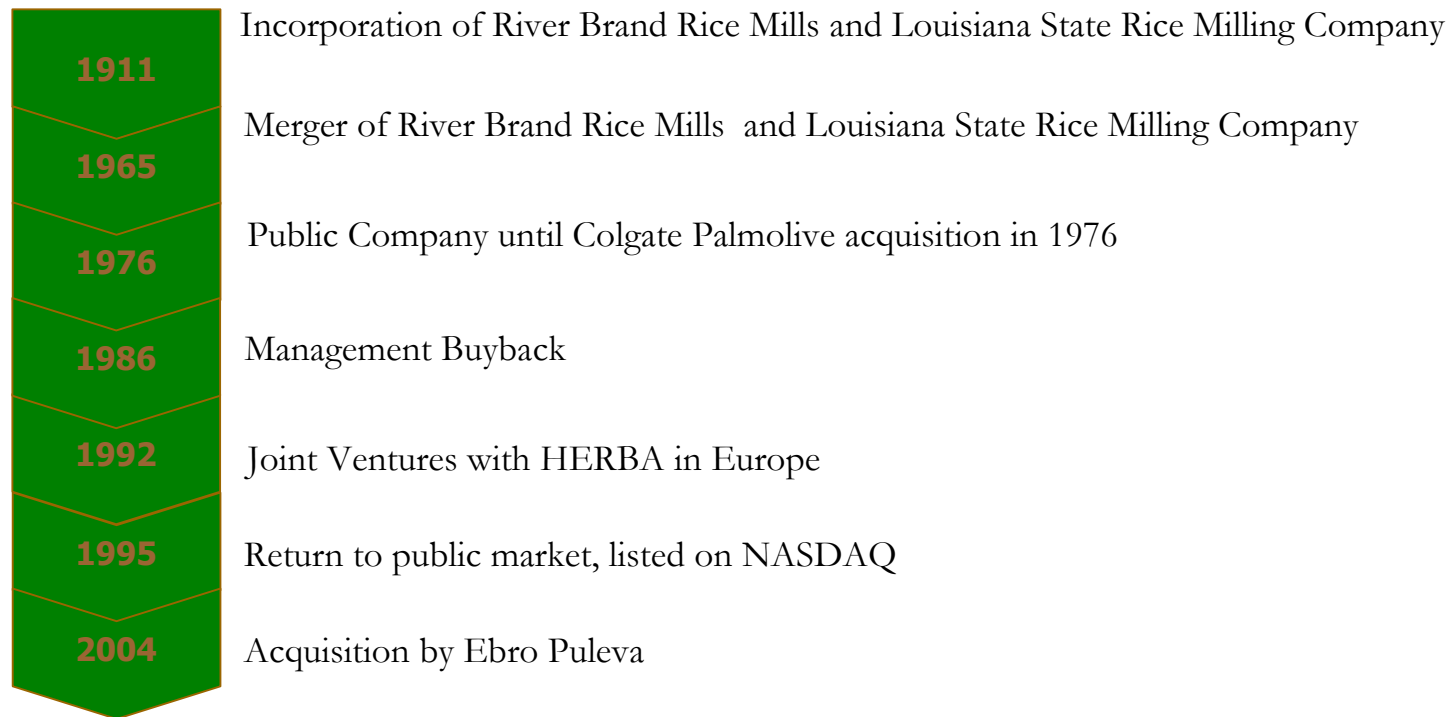 Incorporation of River Brand Rice Mills and Louisiana State Rice Milling Company
1911
Merger of River Brand Rice Mills and Louisiana State Rice Milling Company
1965
Public Company until Colgate Palmolive acquisition in 1976
1976
Management Buyback
1986
1992
Joint Ventures with HERBA in Europe
1995
Return to public market, listed on NASDAQ
2004
Acquisition by Ebro Puleva